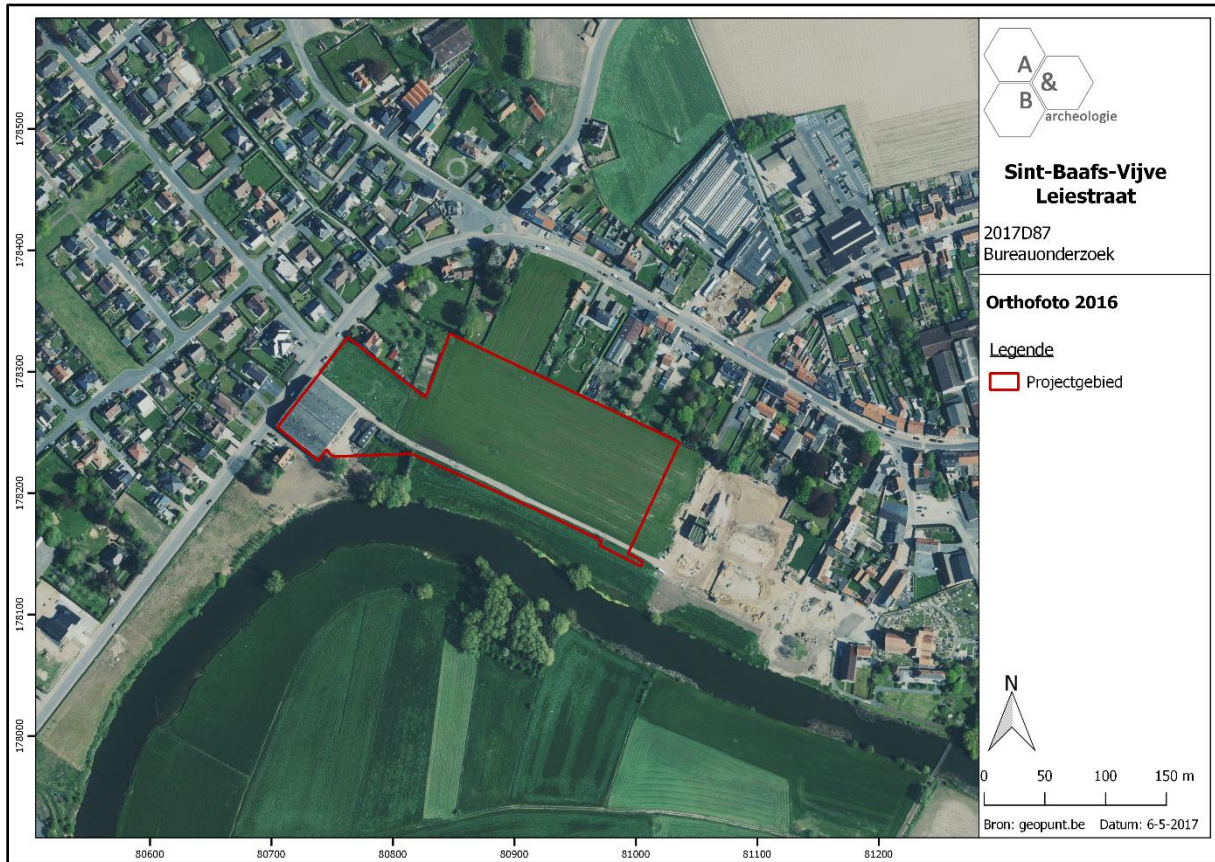 A
&
B
archeologie
Sint-Baafs-Vijve
Leiestraat
2017D87
Bureauonderzoek
Orthofoto 2016
Legende
Projectgebied
N
0 50 100 150 m
Bron: geopunt.be Datum: 6-5-2017
178500
178400
178300
178200
178100
178000
80600 80700 80800 80900 81000 81100 81200